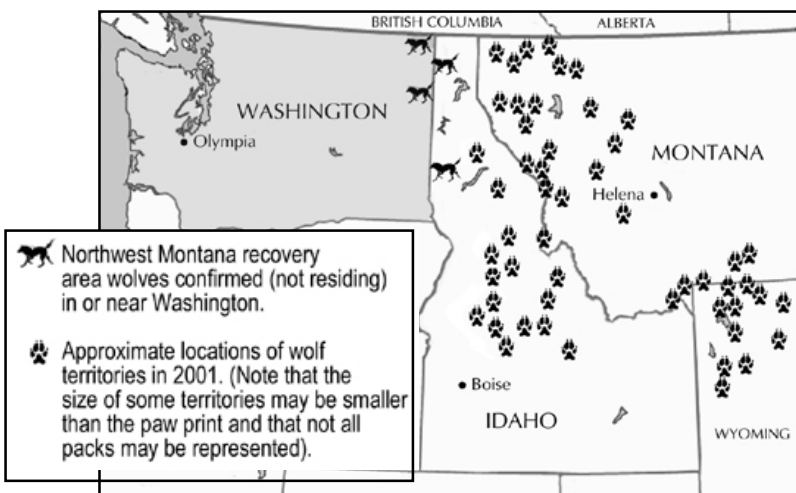 BRITISH COLUMBIA
ALBERTA
WASHINGTON
Olympia
MONTANA
Helena
Northwest Montana recovery
area wolves confirmed (not residing)
in or near Washington.
Approximate locations of wolf
territories in 2001. (Note that the
size of some territories may be smaller
than the paw print and that not all
packs may be represented).
Boise
IDAHO
WYOMING